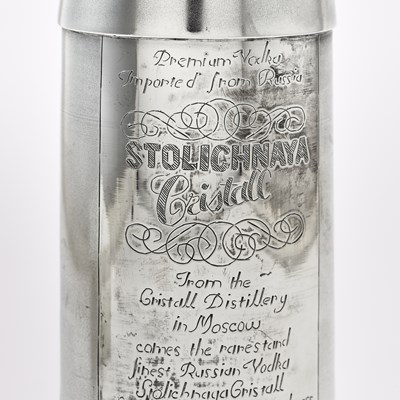 Premium Vodka
Imported from Russia
STOLICHNAYA
Cristall
From the
Cristall Distillery
in Moscow
comes the rarest and
finest Russian Vodka
Stolichnaya Cristall